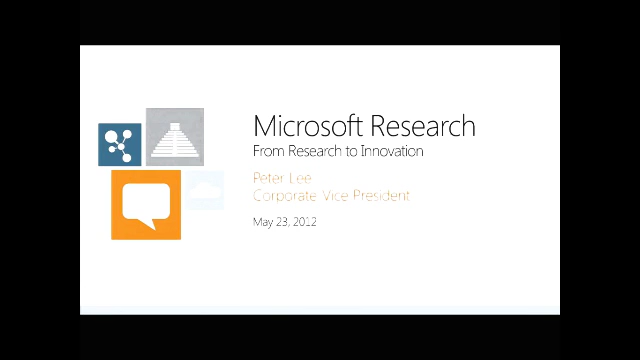 Microsoft Research
From Research to Innovation
Peter Lee
Corporate Vice President
May 23, 2012